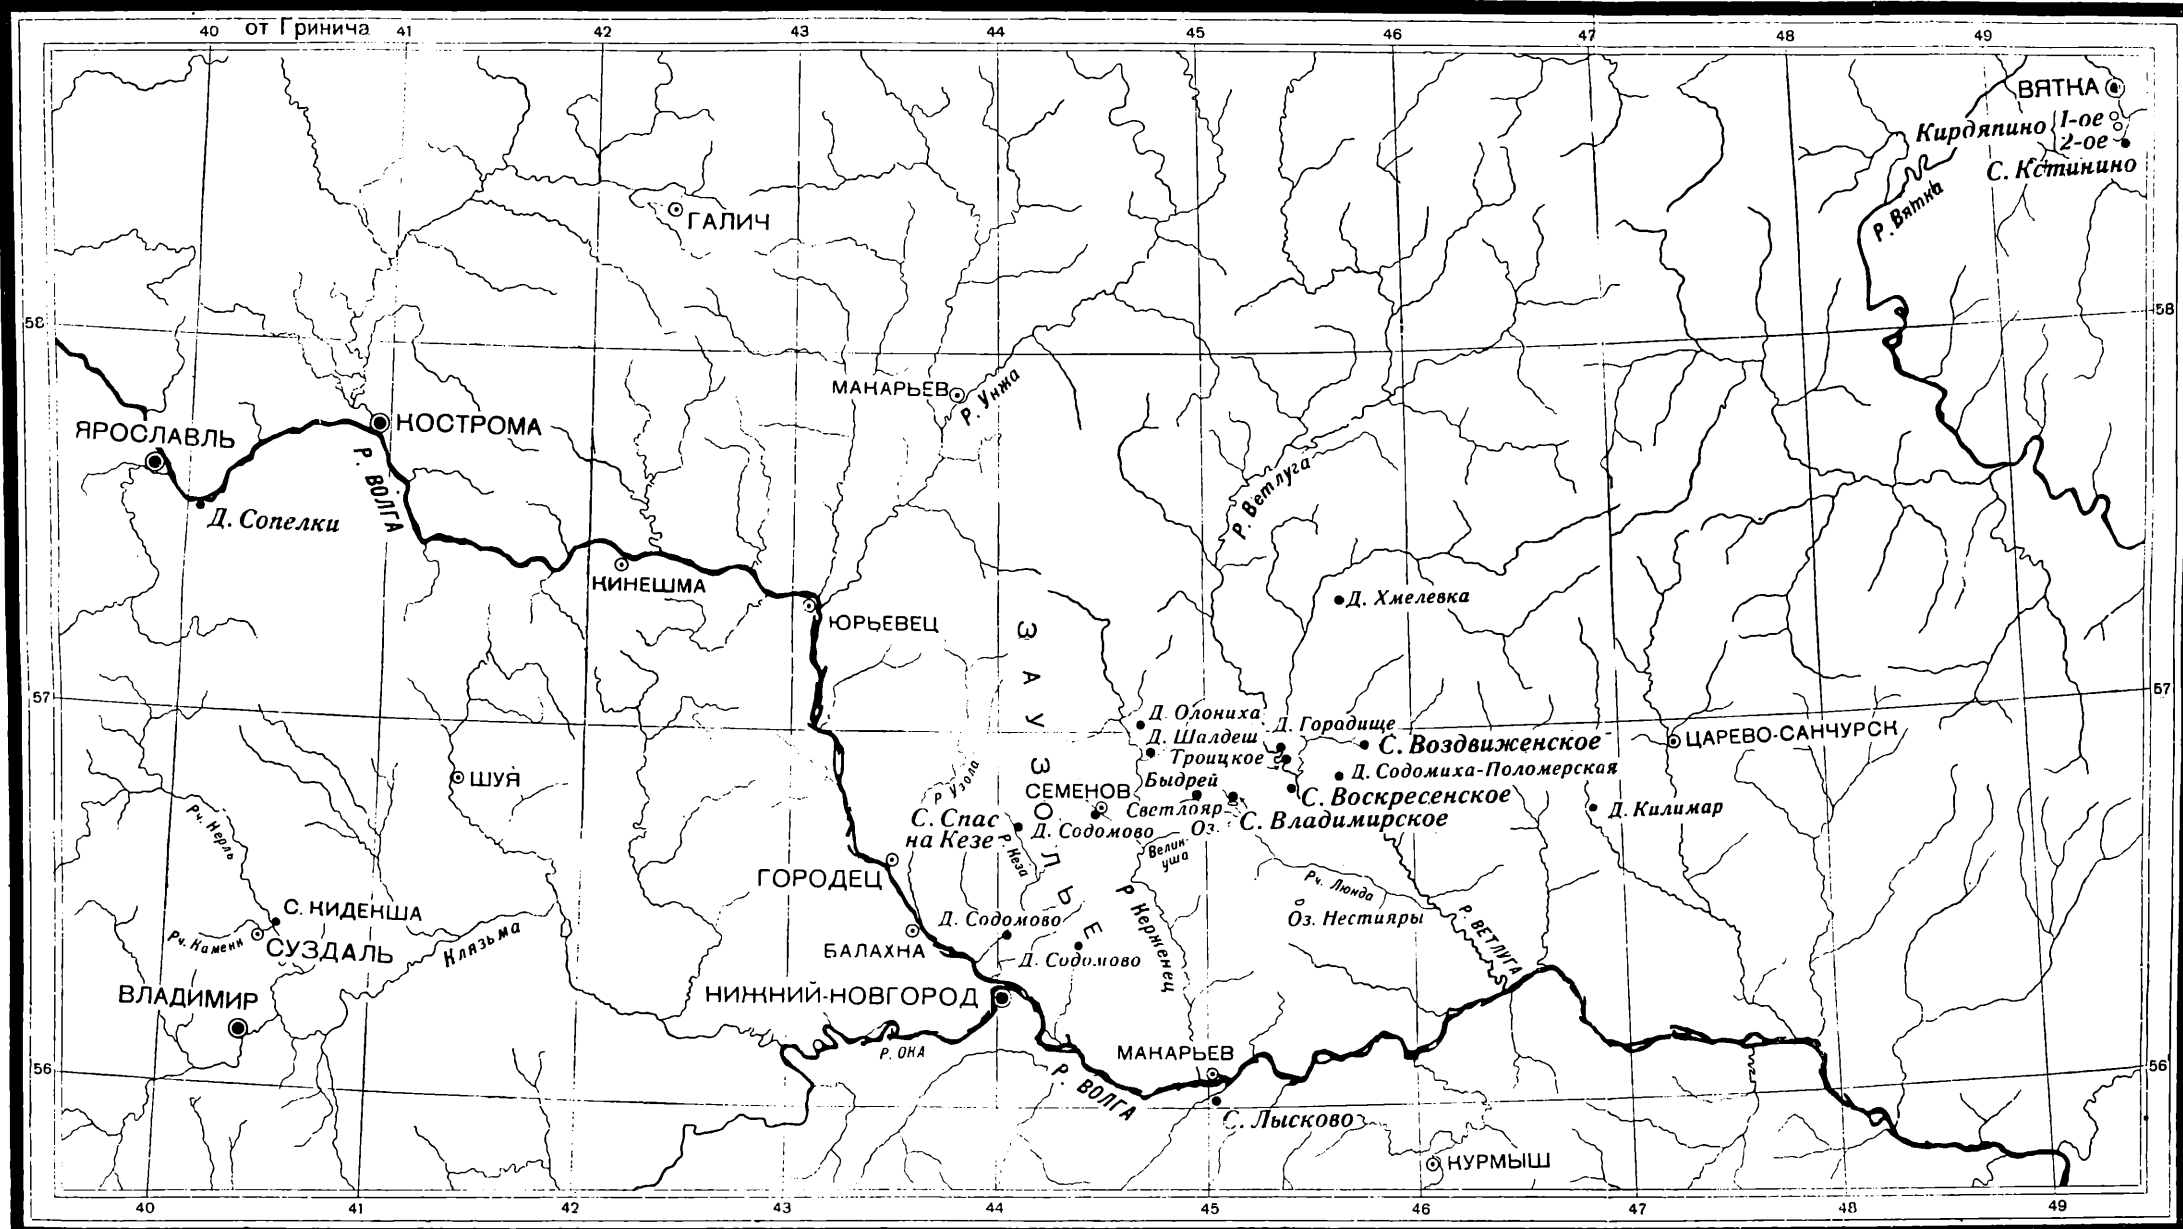 40 от Гринича 41 42 43 44 45 46 47 48 49
ВЯТКА
Кирдяпино 1-ое
2-ое
С. Кстинино
Р. Вятка
ГАЛИЧ
58 58
МАКАРЬЕВ
Р. Унжа
КОСТРОМА
ЯРОСЛАВЛЬ
Р. ВОЛГА
Р. Ветлуга
Д. Сопелки
КИНЕШМА
Д. Хмелевка
ЮРЬЕВЕЦ
ЗАУЗОЛЬЕ
57 57
Д. Олониха
Д. Городище
Д. Шалдеш
С. Воздвиженское
ЦАРЕВО-САНЧУРСК
Троицкое
Д. Содомиха-Поломерская
ШУЯ
Р. Узола
Быдрей
СЕМЕНОВ
С. Воскресенское
Светлояр
Д. Килимар
Оз.
С. Владимирское
С. Спас
на Кезе
Д. Содомово
Рч. Нерль
Р. Кеза
Велик-
уша
ГОРОДЕЦ
Рч. Люнда
Р. Керженец
С. КИДЕКША
Д. Содомово
Оз. Нестияры
Р. ВЕТЛУГА
Рч. Каменк
СУЗДАЛЬ
Клязьма
БАЛАХНА
Д. Содомово
ВЛАДИМИР
НИЖНИЙ-НОВГОРОД
Р. ОКА
МАКАРЬЕВ
56 56
Р. ВОЛГА
С. Лысково
КУРМЫШ
40 41 42 43 44 45 46 47 48 49